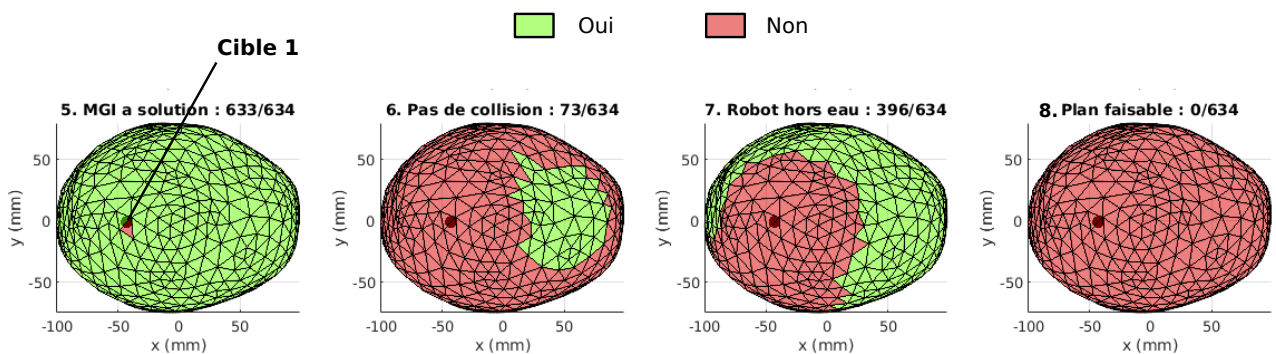 Oui Non
Cible 1
5. MGI a solution : 633/634
6. Pas de collision : 73/634
7. Robot hors eau : 396/634
8. Plan faisable : 0/634
y (mm) 50 0 -50
-100 -50 0 50
x (mm)
y (mm) 50 0 -50
-100 -50 0 50
x (mm)
y (mm) 50 0 -50
-100 -50 0 50
x (mm)
y (mm) 50 0 -50
-100 -50 0 50
x (mm)